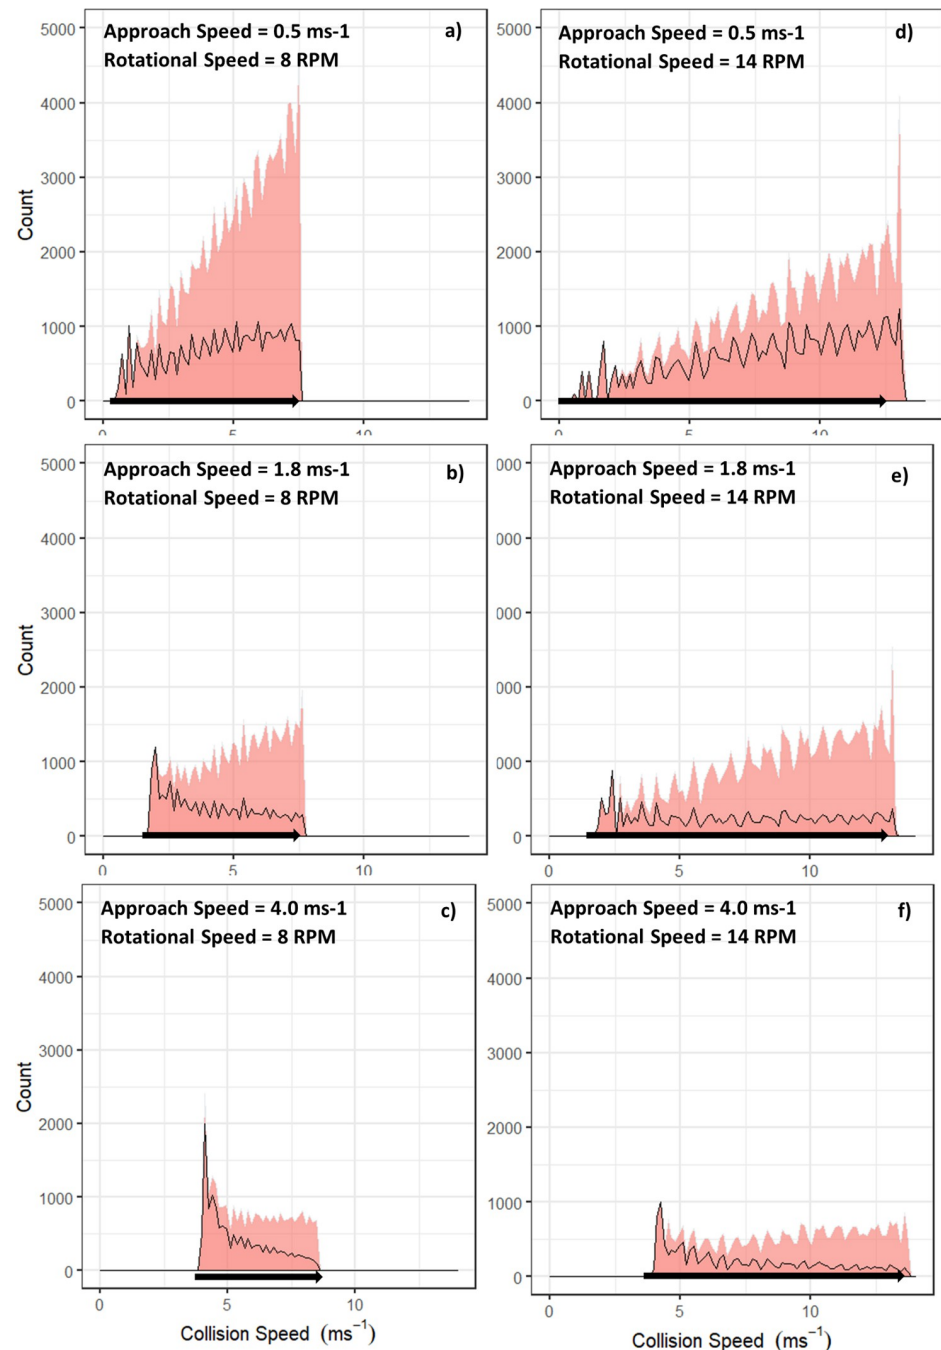 Approach Speed = 0.5 ms-1
Rotational Speed = 8 RPM
a)
5000
4000
3000
2000
1000
0
Count
0 5 10
Approach Speed = 0.5 ms-1
Rotational Speed = 14 RPM
d)
5000
4000
3000
2000
1000
0
0 5 10
Approach Speed = 1.8 ms-1
Rotational Speed = 8 RPM
b)
5000
4000
3000
2000
1000
0
Count
0 5 10
Approach Speed = 1.8 ms-1
Rotational Speed = 14 RPM
e)
000
000
000
000
000
0
0 5 10
Approach Speed = 4.0 ms-1
Rotational Speed = 8 RPM
c)
5000
4000
3000
2000
1000
0
Count
0 5 10
Collision Speed (ms⁻¹)
Approach Speed = 4.0 ms-1
Rotational Speed = 14 RPM
f)
5000
4000
3000
2000
1000
0
0 5 10
Collision Speed (ms⁻¹)